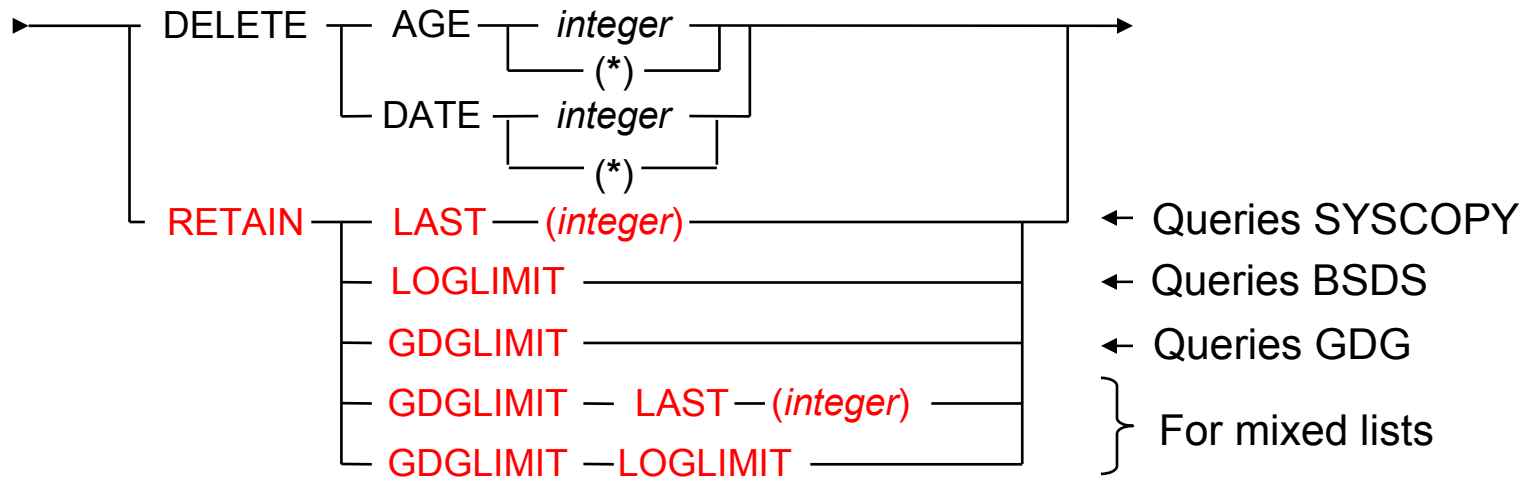 DELETE AGE integer
(*)
DATE integer
(*)
RETAIN LAST (integer) Queries SYSCOPY
LOGLIMIT Queries BSDS
GDGLIMIT Queries GDG
GDGLIMIT LAST (integer)
For mixed lists
GDGLIMIT LOGLIMIT